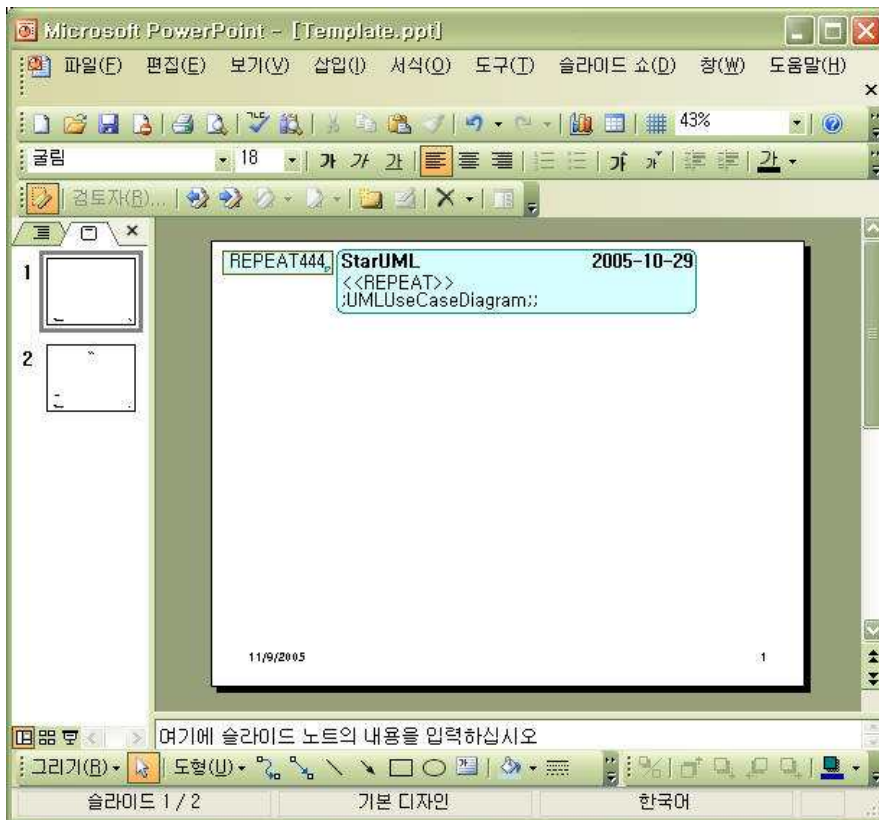 Microsoft PowerPoint - [Template.ppt]
파일(F) 편집(E) 보기(V) 삽입(I) 서식(O) 도구(T) 슬라이드 쇼(D) 창(W) 도움말(H)
43%
굴림 18 가 가 가 가
검토자(R)...
1
2
REPEAT444
StarUML 2005-10-29
<<REPEAT>>
;UMLUseCaseDiagram;;
11/9/2005 1
여기에 슬라이드 노트의 내용을 입력하십시오
그리기(R) 도형(U)
슬라이드 1 / 2 기본 디자인 한국어